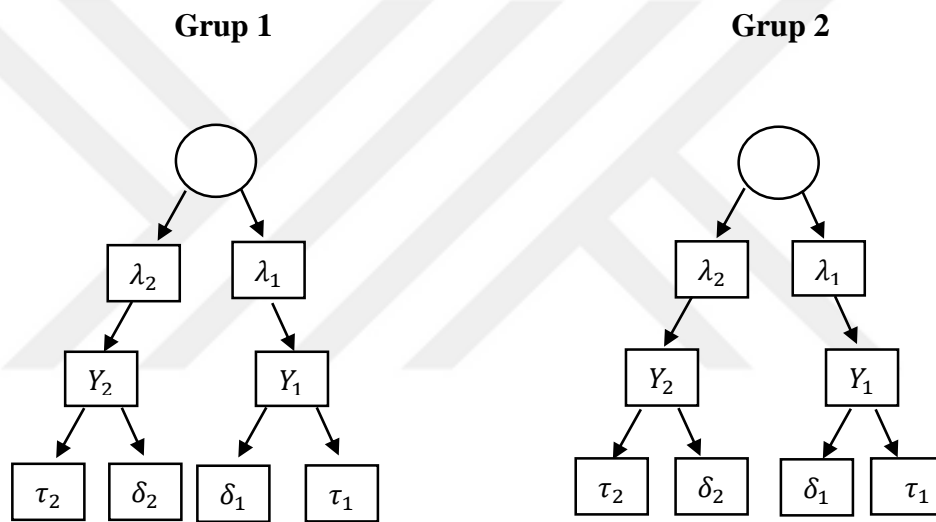 Grup 1 Grup 2
λ₂ λ₁ λ₂ λ₁
Y₂ Y₁ Y₂ Y₁
τ₂ δ₂ δ₁ τ₁ τ₂ δ₂ δ₁ τ₁